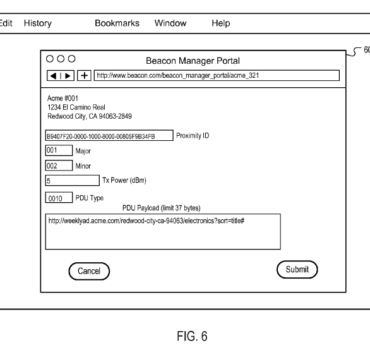 Edit History Bookmarks Window Help
60
Beacon Manager Portal
http://www.beacon.com/beacon_manager_portal/acme_321
Acme #001
1234 El Camino Real
Redwood City, CA 94063-2849
B9407F20-0000-1000-8000-00805F9B34FB Proximity ID
001 Major
002 Minor
5 Tx Power (dBm)
0010 PDU Type
PDU Payload (limit 37 bytes)
http://weeklyad.acme.com/redwood-city-ca-94063/electronics?sort=title#
Cancel Submit
FIG. 6